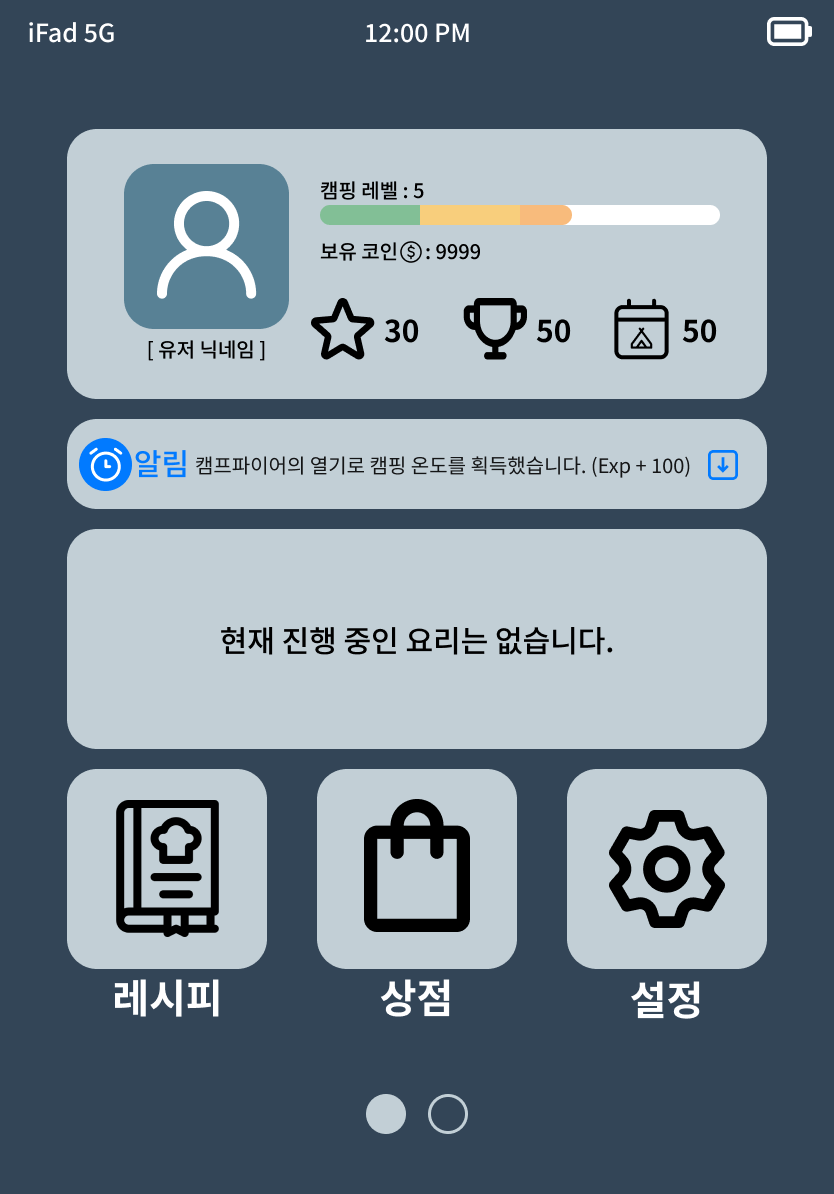 iFad 5G 12:00 PM
캠핑 레벨 : 5
보유 코인$: 9999
30 50 50
[ 유저 닉네임 ]
알림 캠프파이어의 열기로 캠핑 온도를 획득했습니다. (Exp + 100)
현재 진행 중인 요리는 없습니다.
레시피 상점 설정